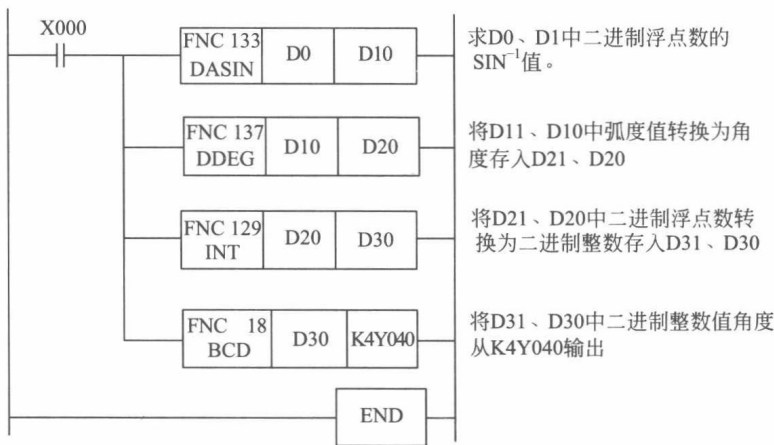 X000
FNC 133
DASIN
D0
D10
求D0、D1中二进制浮点数的
SIN⁻¹值。
FNC 137
DDEG
D10
D20
将D11、D10中弧度值转换为角
度存入D21、D20
FNC 129
INT
D20
D30
将D21、D20中二进制浮点数转
换为二进制整数存入D31、D30
FNC 18
BCD
D30
K4Y040
将D31、D30中二进制整数值角度
从K4Y040输出
END